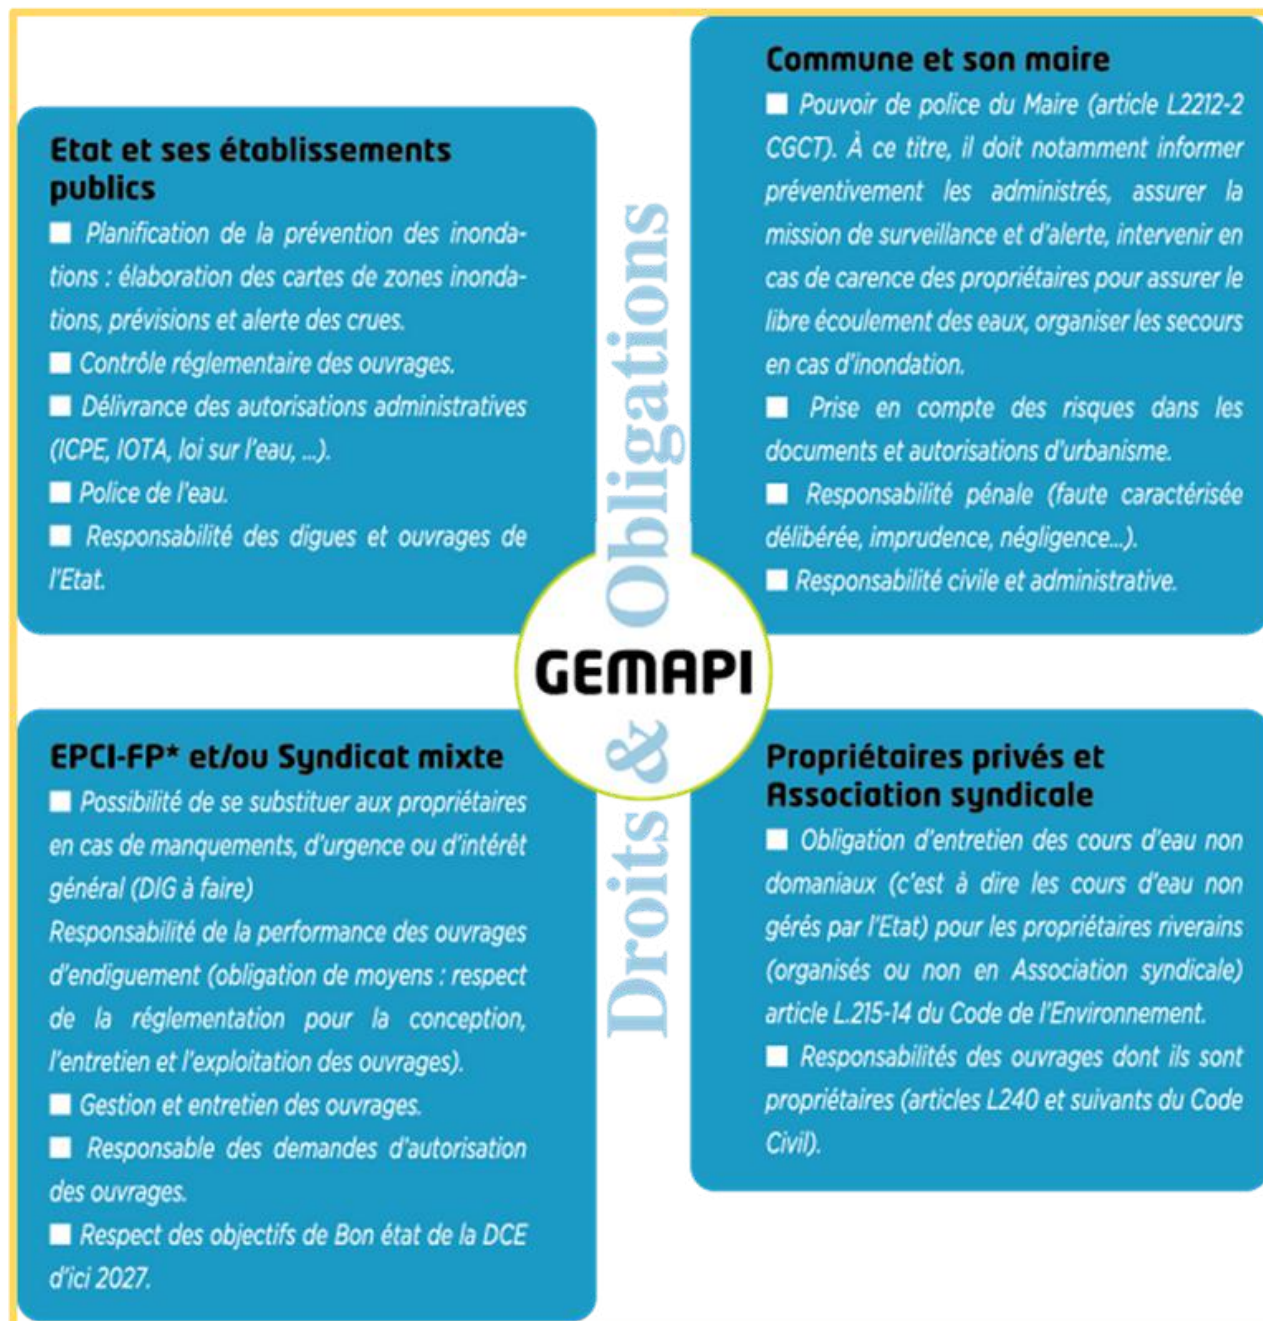 Etat et ses établissements
publics
■ Planification de la prévention des inonda-
tions : élaboration des cartes de zones inonda-
tions, prévisions et alerte des crues.
■ Contrôle réglementaire des ouvrages.
■ Délivrance des autorisations administratives
(ICPE, IOTA, loi sur l'eau, ...).
■ Police de l'eau.
■ Responsabilité des digues et ouvrages de
l'Etat.
Commune et son maire
■ Pouvoir de police du Maire (article L2212-2
CGCT). À ce titre, il doit notamment informer
préventivement les administrés, assurer la
mission de surveillance et d'alerte, intervenir en
cas de carence des propriétaires pour assurer le
libre écoulement des eaux, organiser les secours
en cas d'inondation.
■ Prise en compte des risques dans les
documents et autorisations d'urbanisme.
■ Responsabilité pénale (faute caractérisée
délibérée, imprudence, négligence...).
■ Responsabilité civile et administrative.
Droits & Obligations
GEMAPI
EPCI-FP* et/ou Syndicat mixte
■ Possibilité de se substituer aux propriétaires
en cas de manquements, d'urgence ou d'intérêt
général (DIG à faire)
Responsabilité de la performance des ouvrages
d'endiguement (obligation de moyens : respect
de la réglementation pour la conception,
l'entretien et l'exploitation des ouvrages).
■ Gestion et entretien des ouvrages.
■ Responsable des demandes d'autorisation
des ouvrages.
■ Respect des objectifs de Bon état de la DCE
d'ici 2027.
Propriétaires privés et
Association syndicale
■ Obligation d'entretien des cours d'eau non
domaniaux (c'est à dire les cours d'eau non
gérés par l'Etat) pour les propriétaires riverains
(organisés ou non en Association syndicale)
article L.215-14 du Code de l'Environnement.
■ Responsabilités des ouvrages dont ils sont
propriétaires (articles L240 et suivants du Code
Civil).